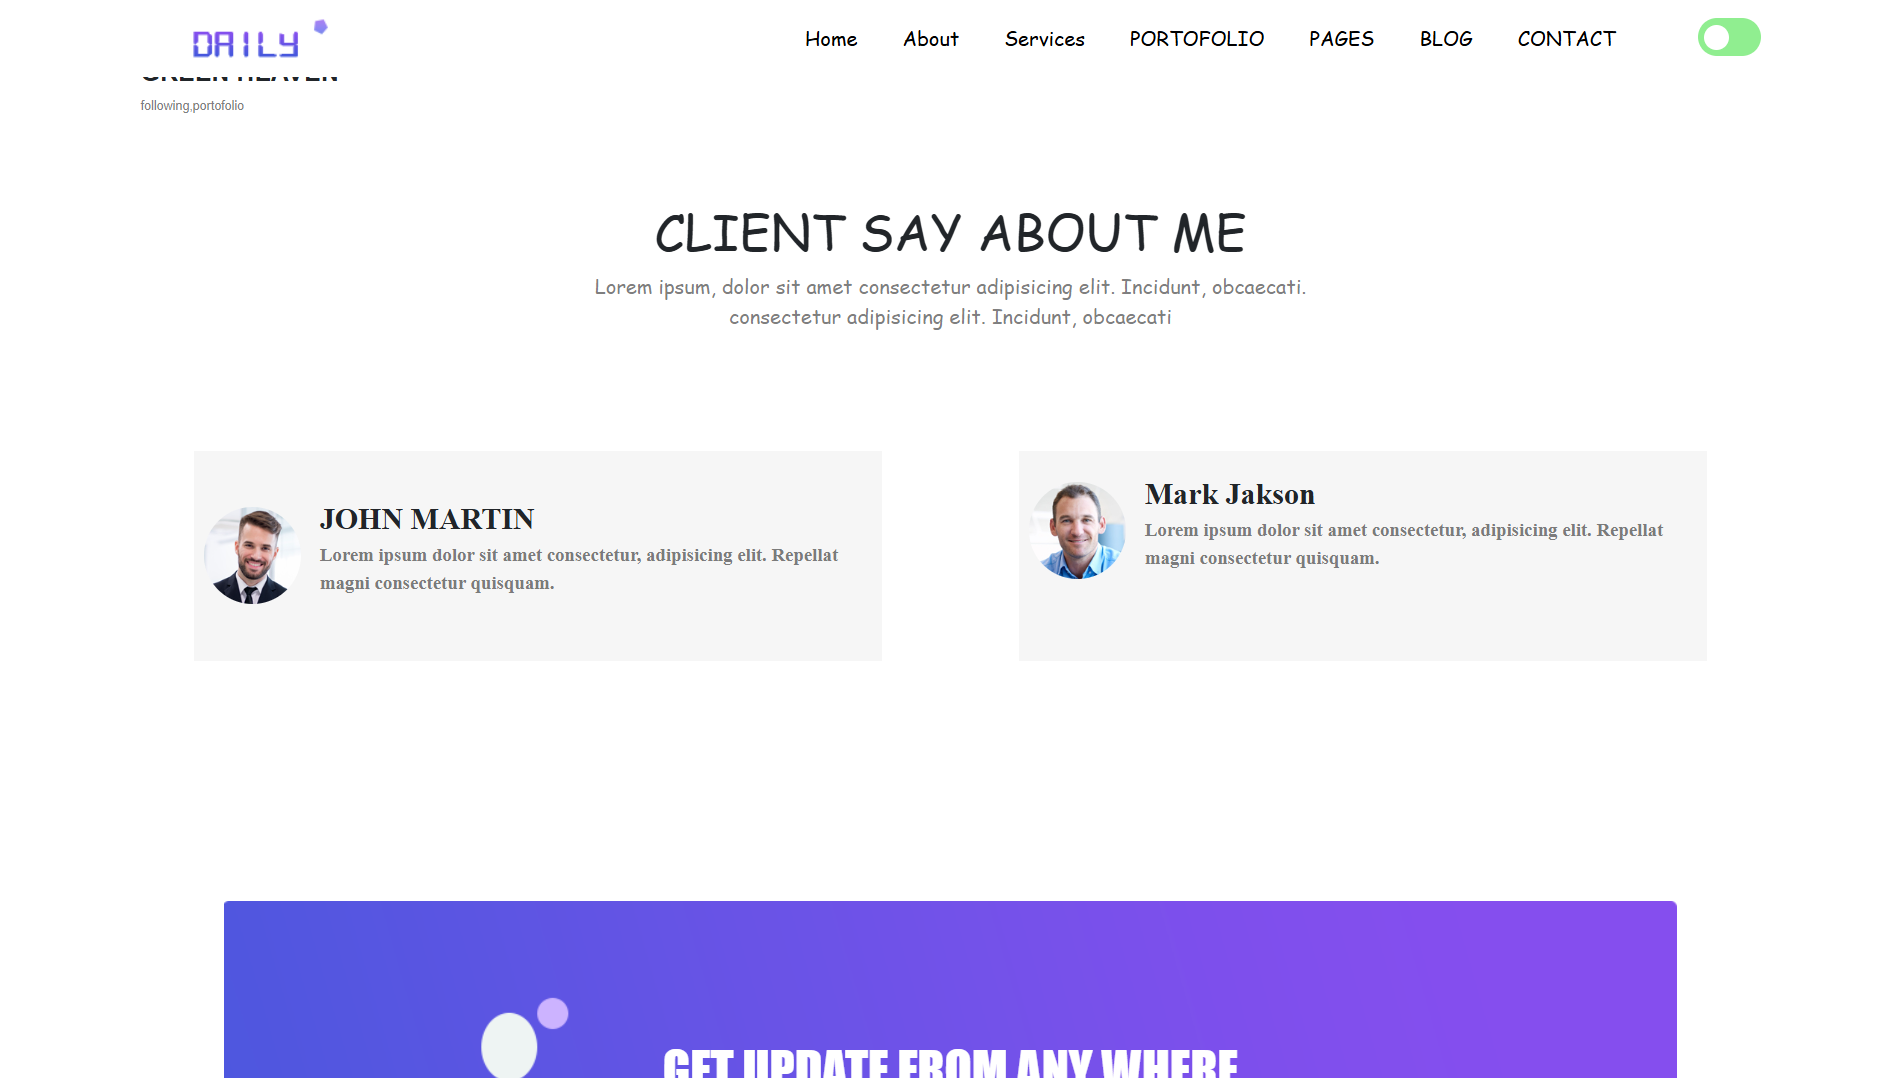 DAILY
Home About Services PORTOFOLIO PAGES BLOG CONTACT
GREEN HEAVEN
following,portofolio
CLIENT SAY ABOUT ME
Lorem ipsum, dolor sit amet consectetur adipisicing elit. Incidunt, obcaecati.
consectetur adipisicing elit. Incidunt, obcaecati
JOHN MARTIN
Lorem ipsum dolor sit amet consectetur, adipisicing elit. Repellat
magni consectetur quisquam.
Mark Jakson
Lorem ipsum dolor sit amet consectetur, adipisicing elit. Repellat
magni consectetur quisquam.
GET UPDATE FROM ANY WHERE